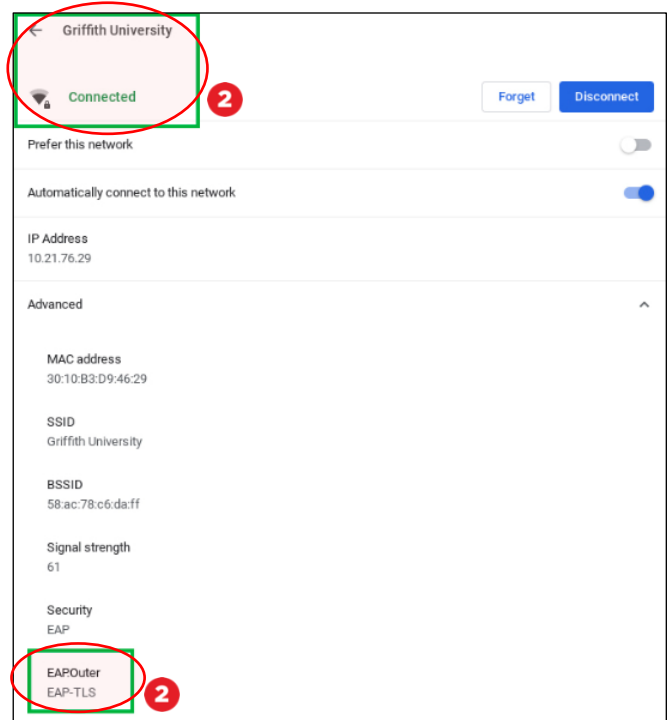 Griffith University
Connected
2
Forget
Disconnect
Prefer this network
Automatically connect to this network
IP Address
10.21.76.29
Advanced
MAC address
30:10:B3:D9:46:29
SSID
Griffith University
BSSID
58:ac:78:c6:da:ff
Signal strength
61
Security
EAP
EAP.Outer
EAP-TLS
2